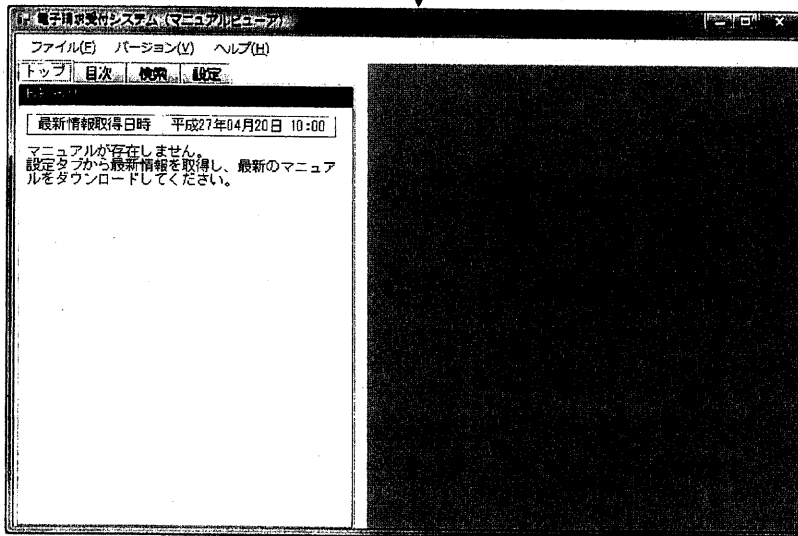 電子請求受付システム (マニュアルビューア)
ファイル(F) バージョン(V) ヘルプ(H)
トップ 目次 検索 設定
最新情報取得日時 平成27年04月20日 10:00
マニュアルが存在しません。
設定タブから最新情報を取得し、最新のマニュア
ルをダウンロードしてください。